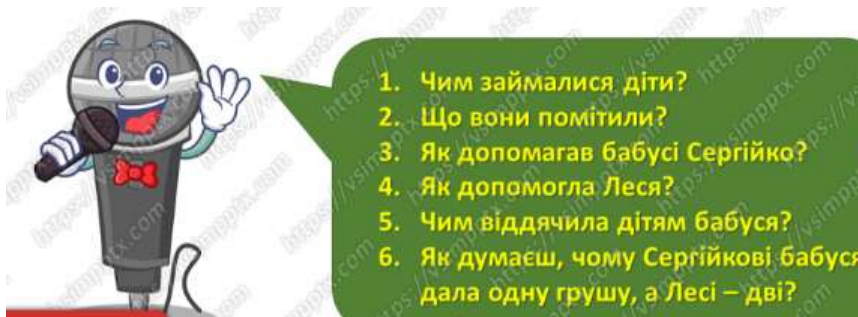 1. Чим займалися діти?
2. Що вони помітили?
3. Як допомагав бабусі Сергійко?
4. Як допомогла Леся?
5. Чим віддячила дітям бабуся?
6. Як думаєш, чому Сергійкові бабуся
дала одну грушу, а Лесі – дві?